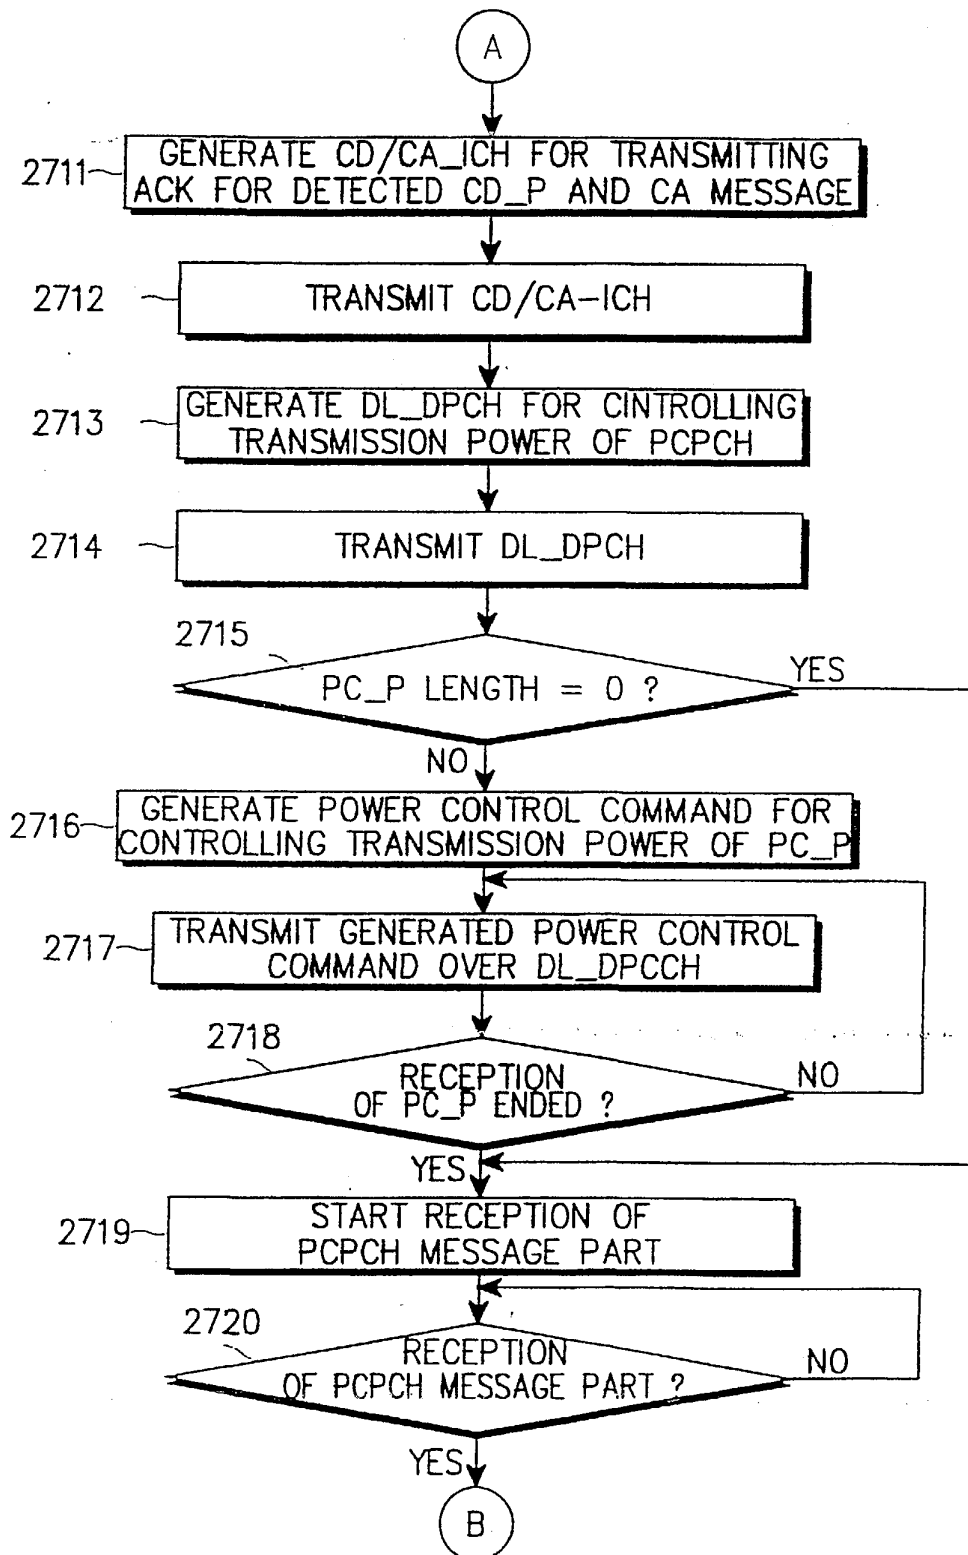 A
2711
GENERATE CD/CA_ICH FOR TRANSMITTING
ACK FOR DETECTED CD_P AND CA MESSAGE
2712
TRANSMIT CD/CA-ICH
2713
GENERATE DL_DPCH FOR CINTROLLING
TRANSMISSION POWER OF PCPCH
2714
TRANSMIT DL_DPCH
2715
PC_P LENGTH = 0 ?
YES
NO
2716
GENERATE POWER CONTROL COMMAND FOR
CONTROLLING TRANSMISSION POWER OF PC_P
2717
TRANSMIT GENERATED POWER CONTROL
COMMAND OVER DL_DPCCH
2718
RECEPTION
OF PC_P ENDED ?
NO
YES
2719
START RECEPTION OF
PCPCH MESSAGE PART
2720
RECEPTION
OF PCPCH MESSAGE PART ?
NO
YES
B